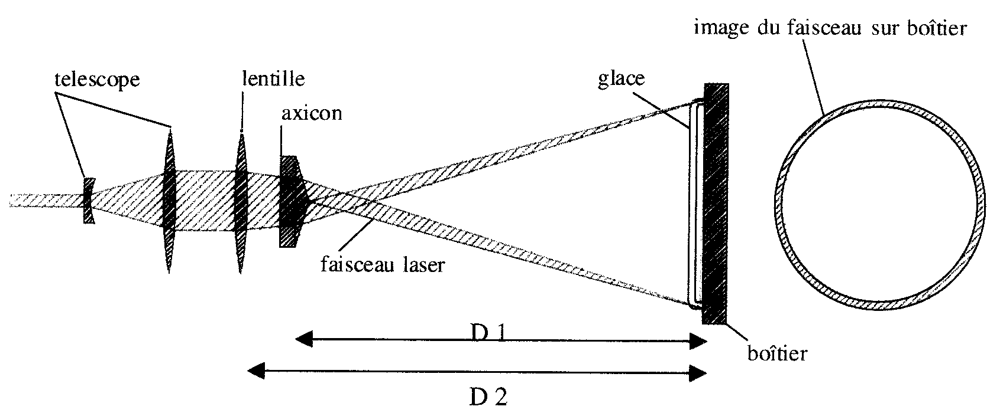 image du faisceau sur boîtier
telescope
lentille
glace
axicon
faisceau laser
D 1
boîtier
D 2